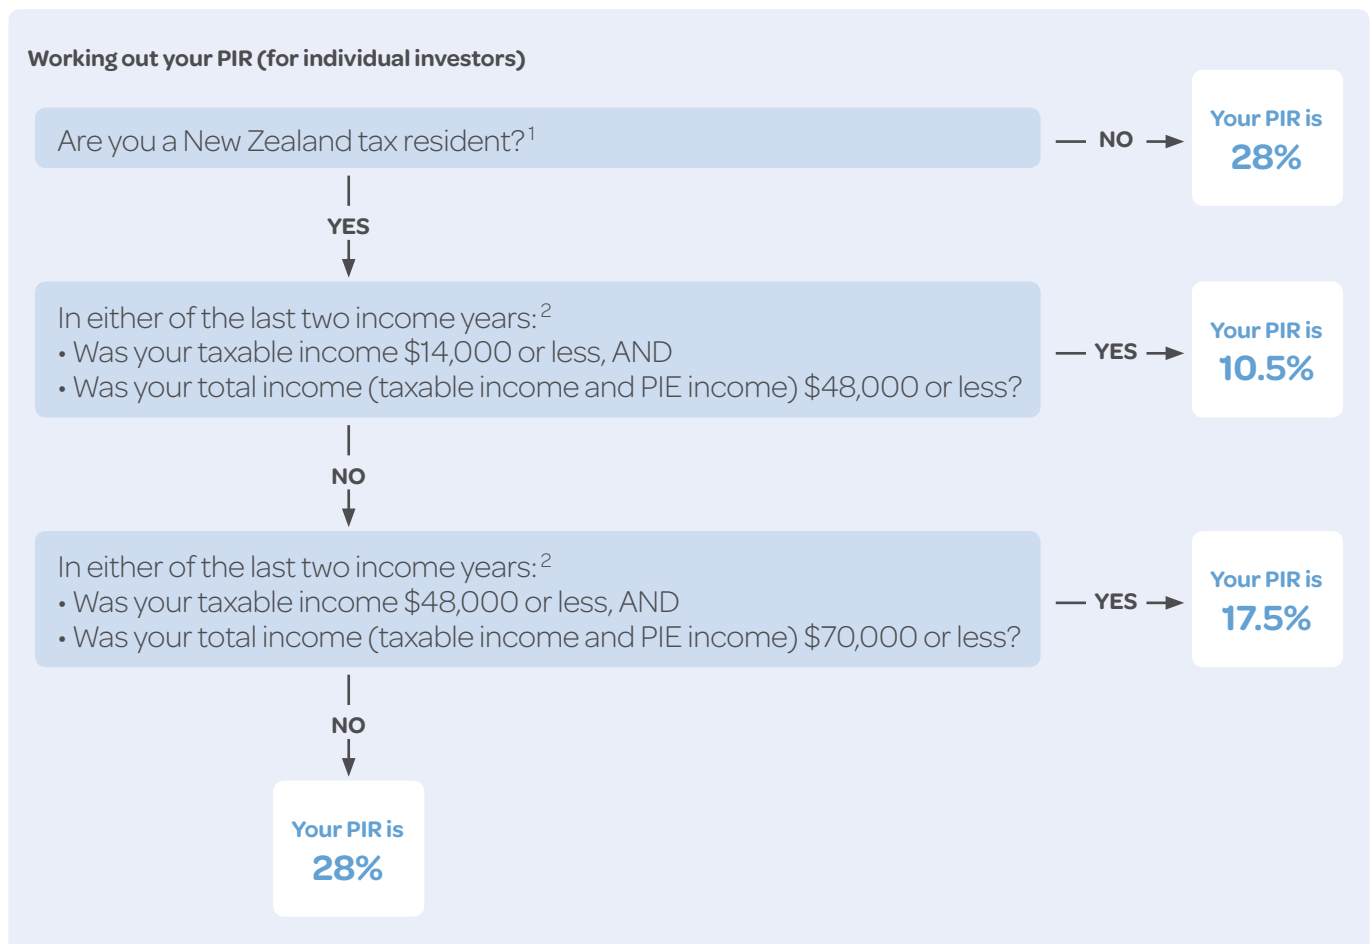 Working out your PIR (for individual investors)
Are you a New Zealand tax resident?1
NO
Your PIR is
28%
YES
In either of the last two income years:2
• Was your taxable income $14,000 or less, AND
• Was your total income (taxable income and PIE income) $48,000 or less?
YES
Your PIR is
10.5%
NO
In either of the last two income years:2
• Was your taxable income $48,000 or less, AND
• Was your total income (taxable income and PIE income) $70,000 or less?
YES
Your PIR is
17.5%
NO
Your PIR is
28%